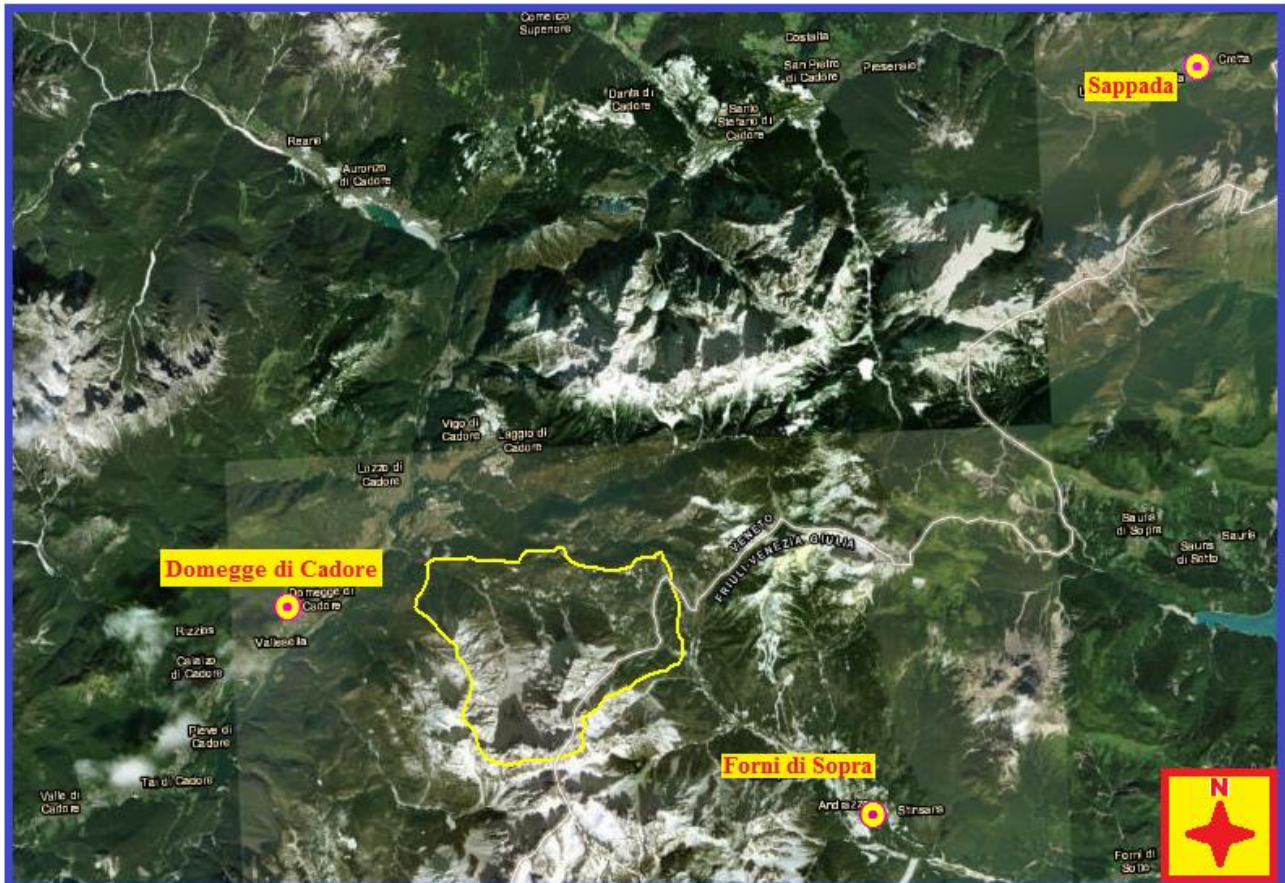 Comelico
Superiore
Costalta
San Pietro
di Cadore
Presenaio
Cretta
Sappada
Danta di
Cadore
Santo
Stefano di
Cadore
Reane
Auronzo
di Cadore
Vigo di
Cadore
Laggio di
Cadore
Lozzo di
Cadore
VENETO
FRIULI-VENEZIA GIULIA
Sauris
di Sopra
Sauris
Sauris
di Sotto
Domegge di Cadore
Domegge di
Cadore
Rizzios
Vallesella
Calalzo
di Cadore
Pieve di
Cadore
Tai di Cadore
Valle di
Cadore
Forni di Sopra
Andrazza
Stinsans
Forni di
Sotto
N